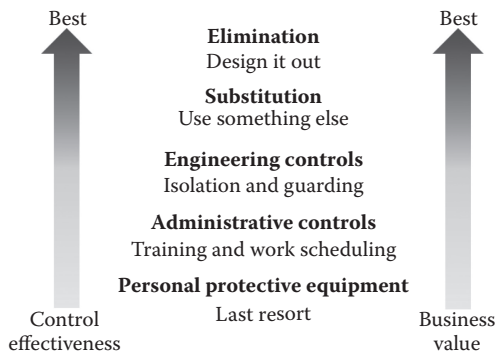 Best
Best
Elimination
Design it out
Substitution
Use something else
Engineering controls
Isolation and guarding
Administrative controls
Training and work scheduling
Personal protective equipment
Last resort
Control
effectiveness
Business
value